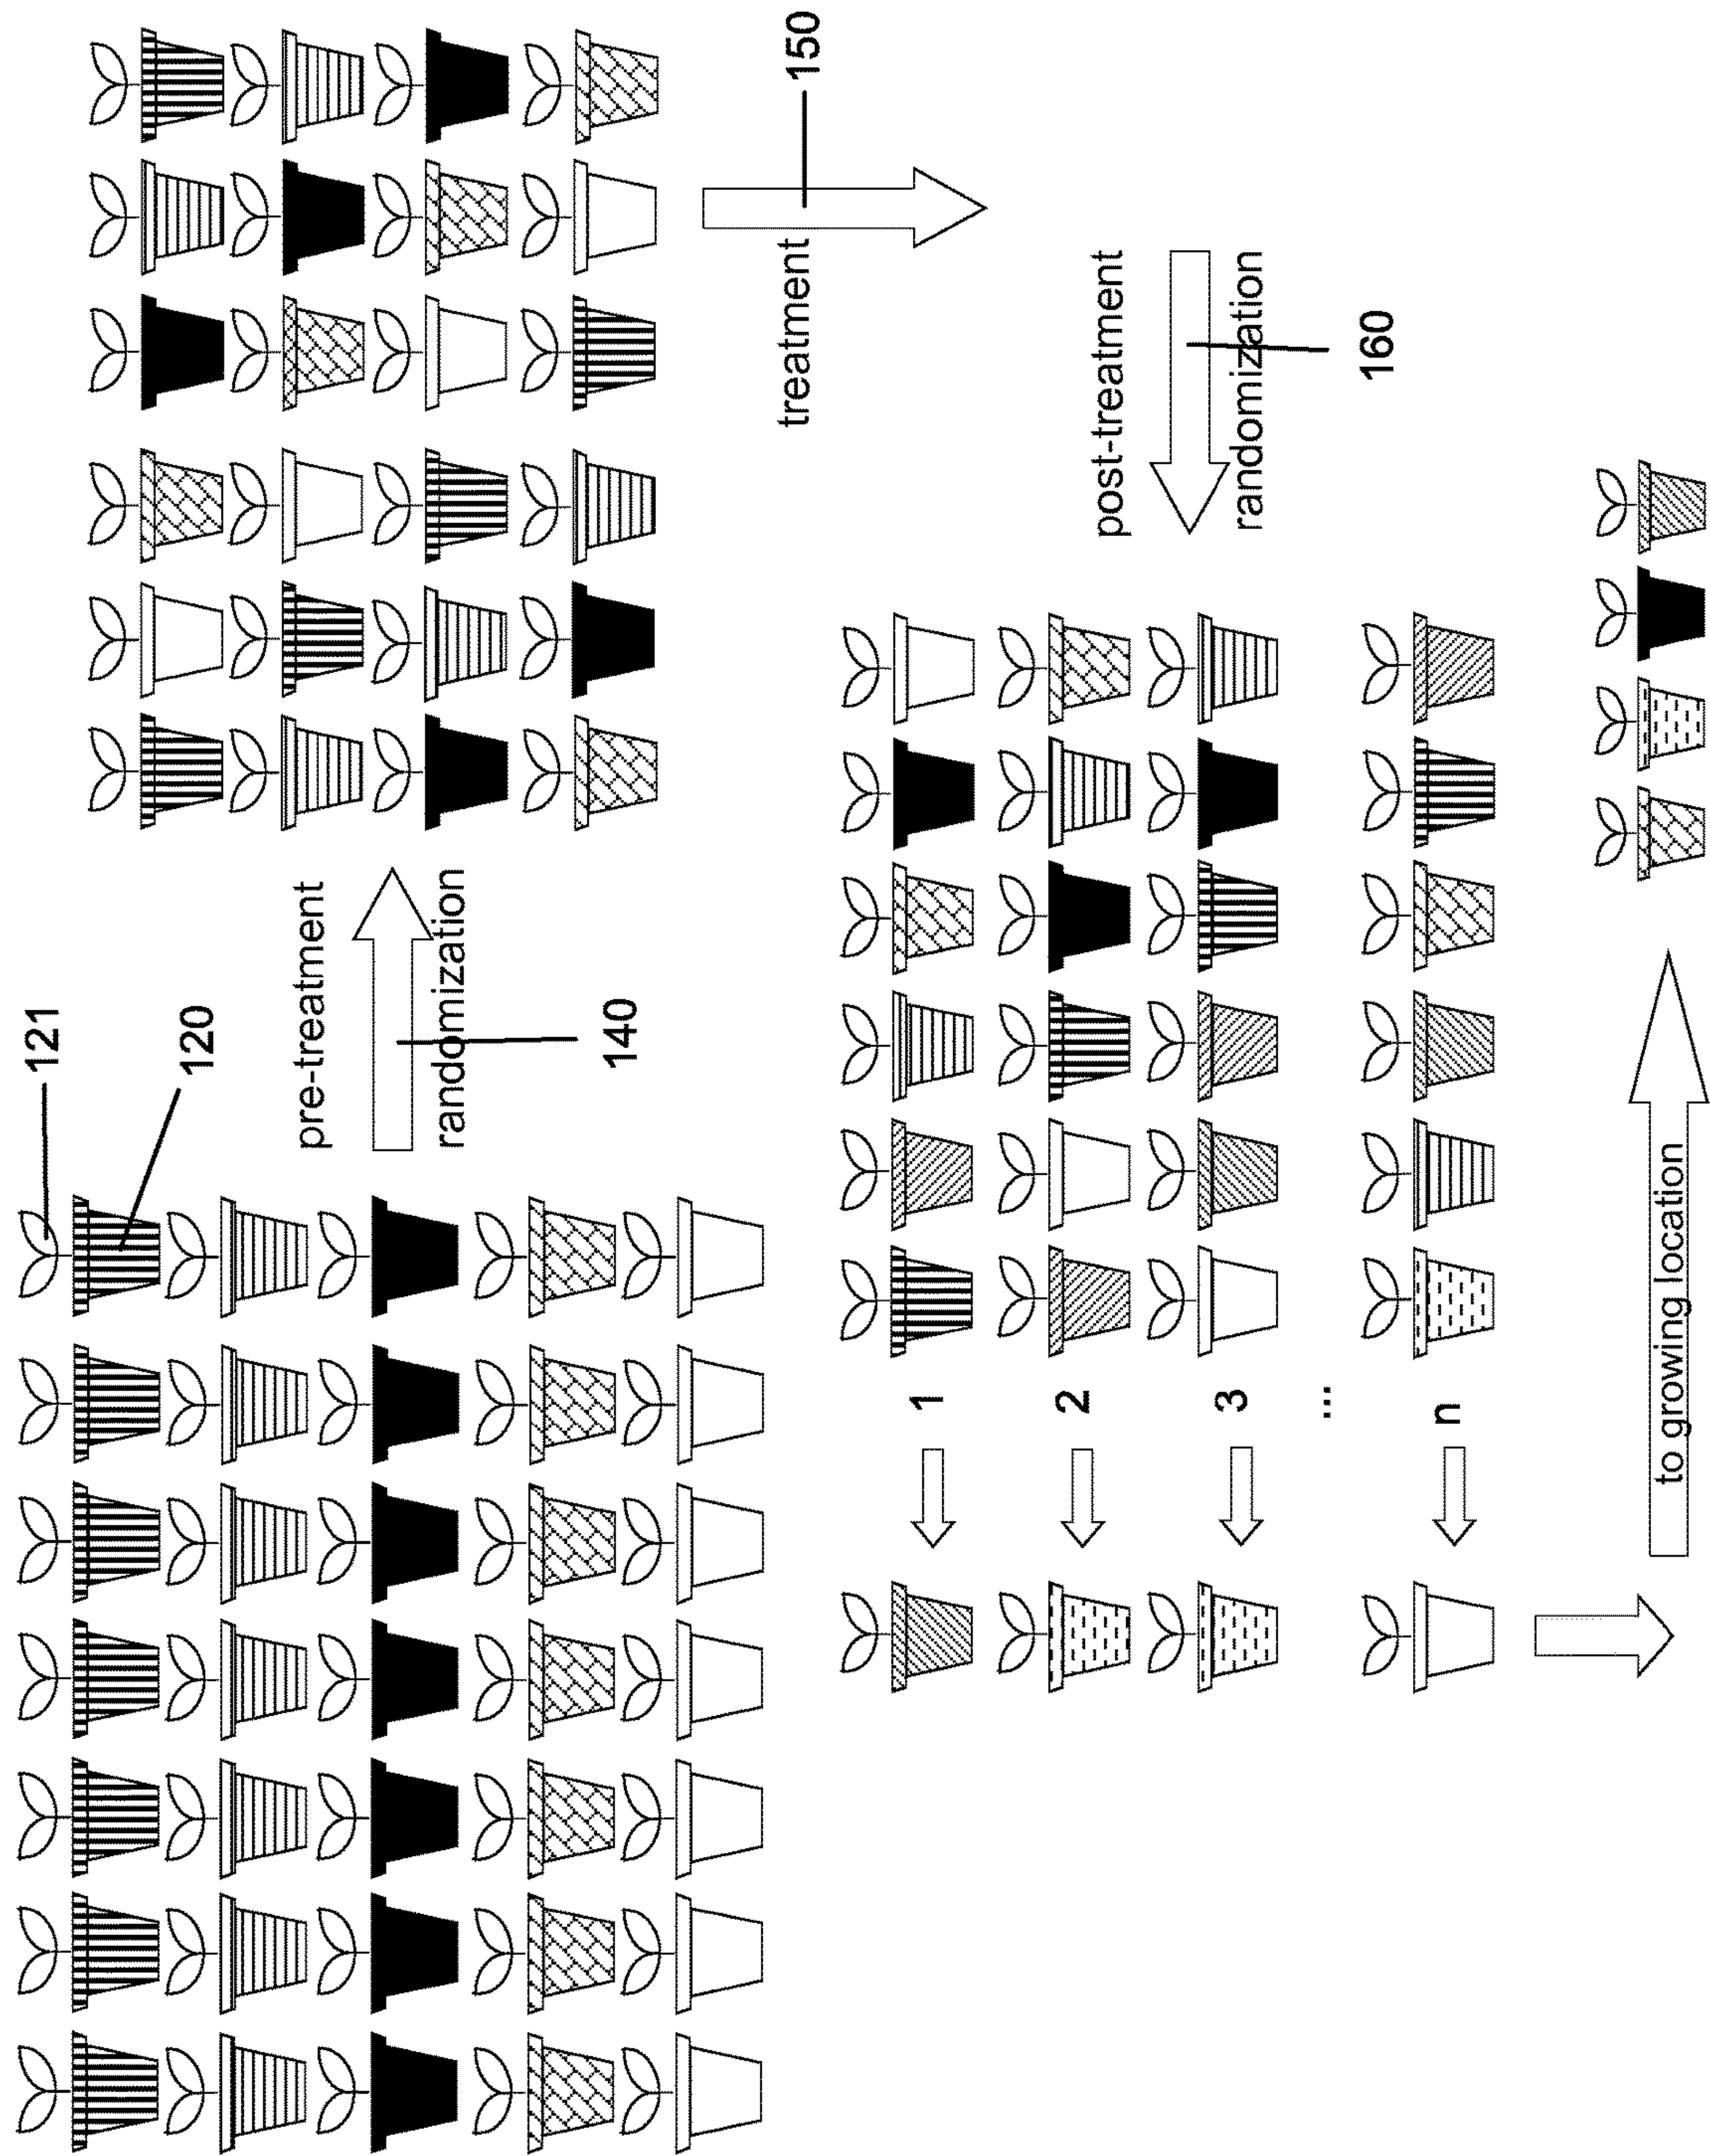 121
120
pre-treatment
randomization
140
150
treatment
post-treatment
randomization
160
1
2
3
...
n
to growing location